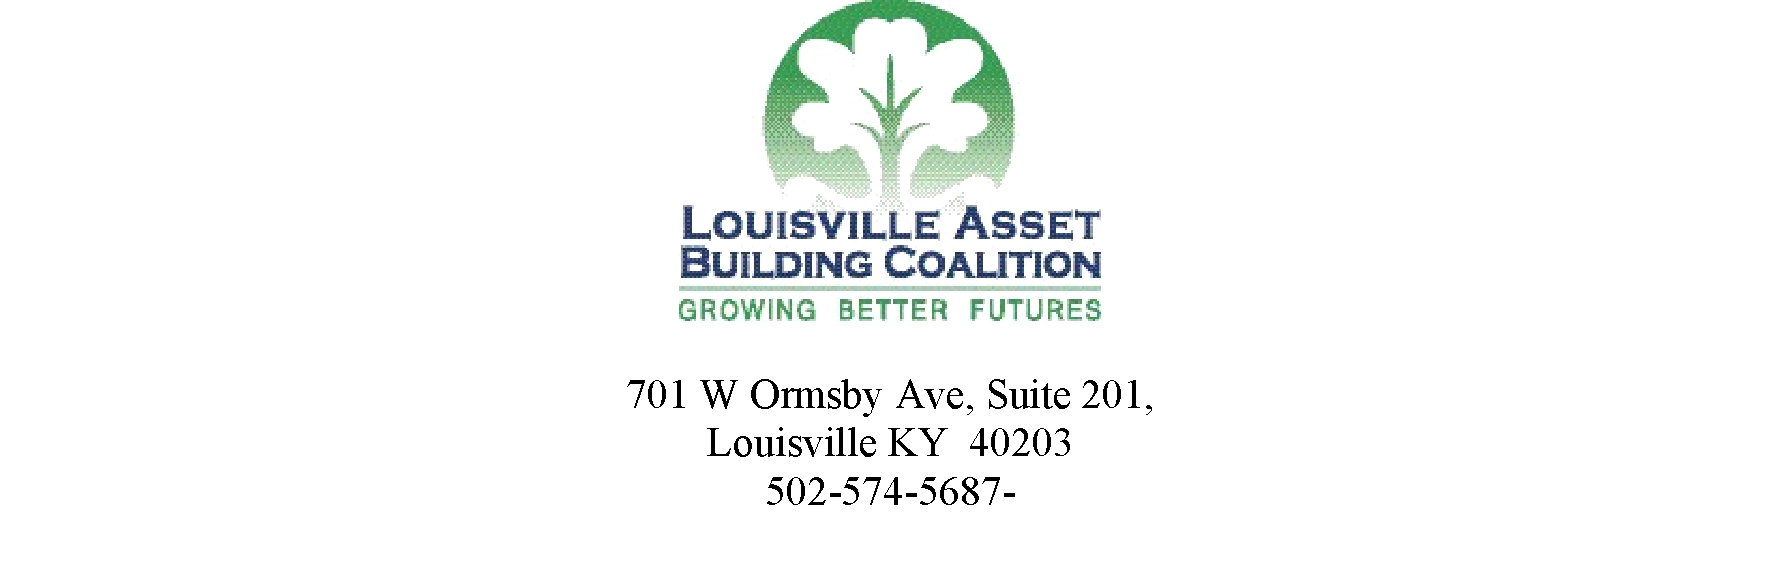 LOUISVILLE ASSET
BUILDING COALITION
GROWING BETTER FUTURES
701 W Ormsby Ave, Suite 201,
Louisville KY  40203
502-574-5687-